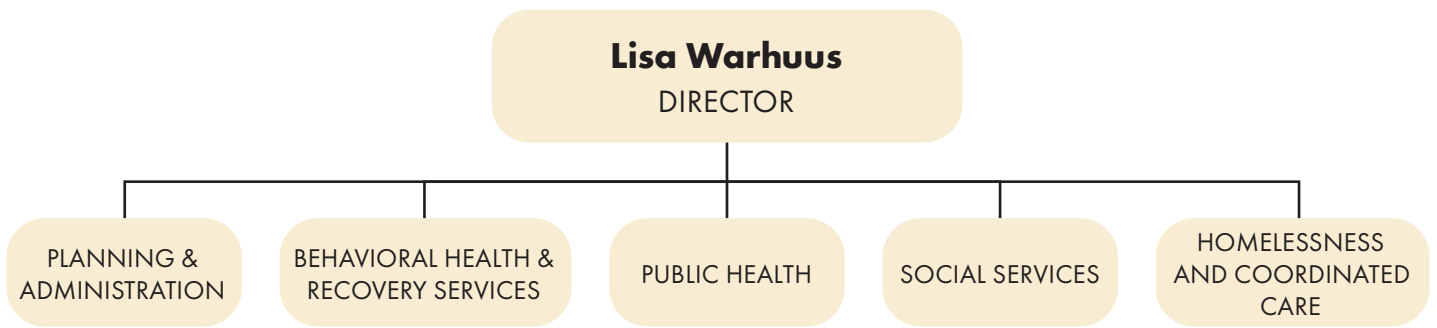 Lisa Warhuus
DIRECTOR
PLANNING &
ADMINISTRATION
BEHAVIORAL HEALTH &
RECOVERY SERVICES
PUBLIC HEALTH
SOCIAL SERVICES
HOMELESSNESS
AND COORDINATED
CARE